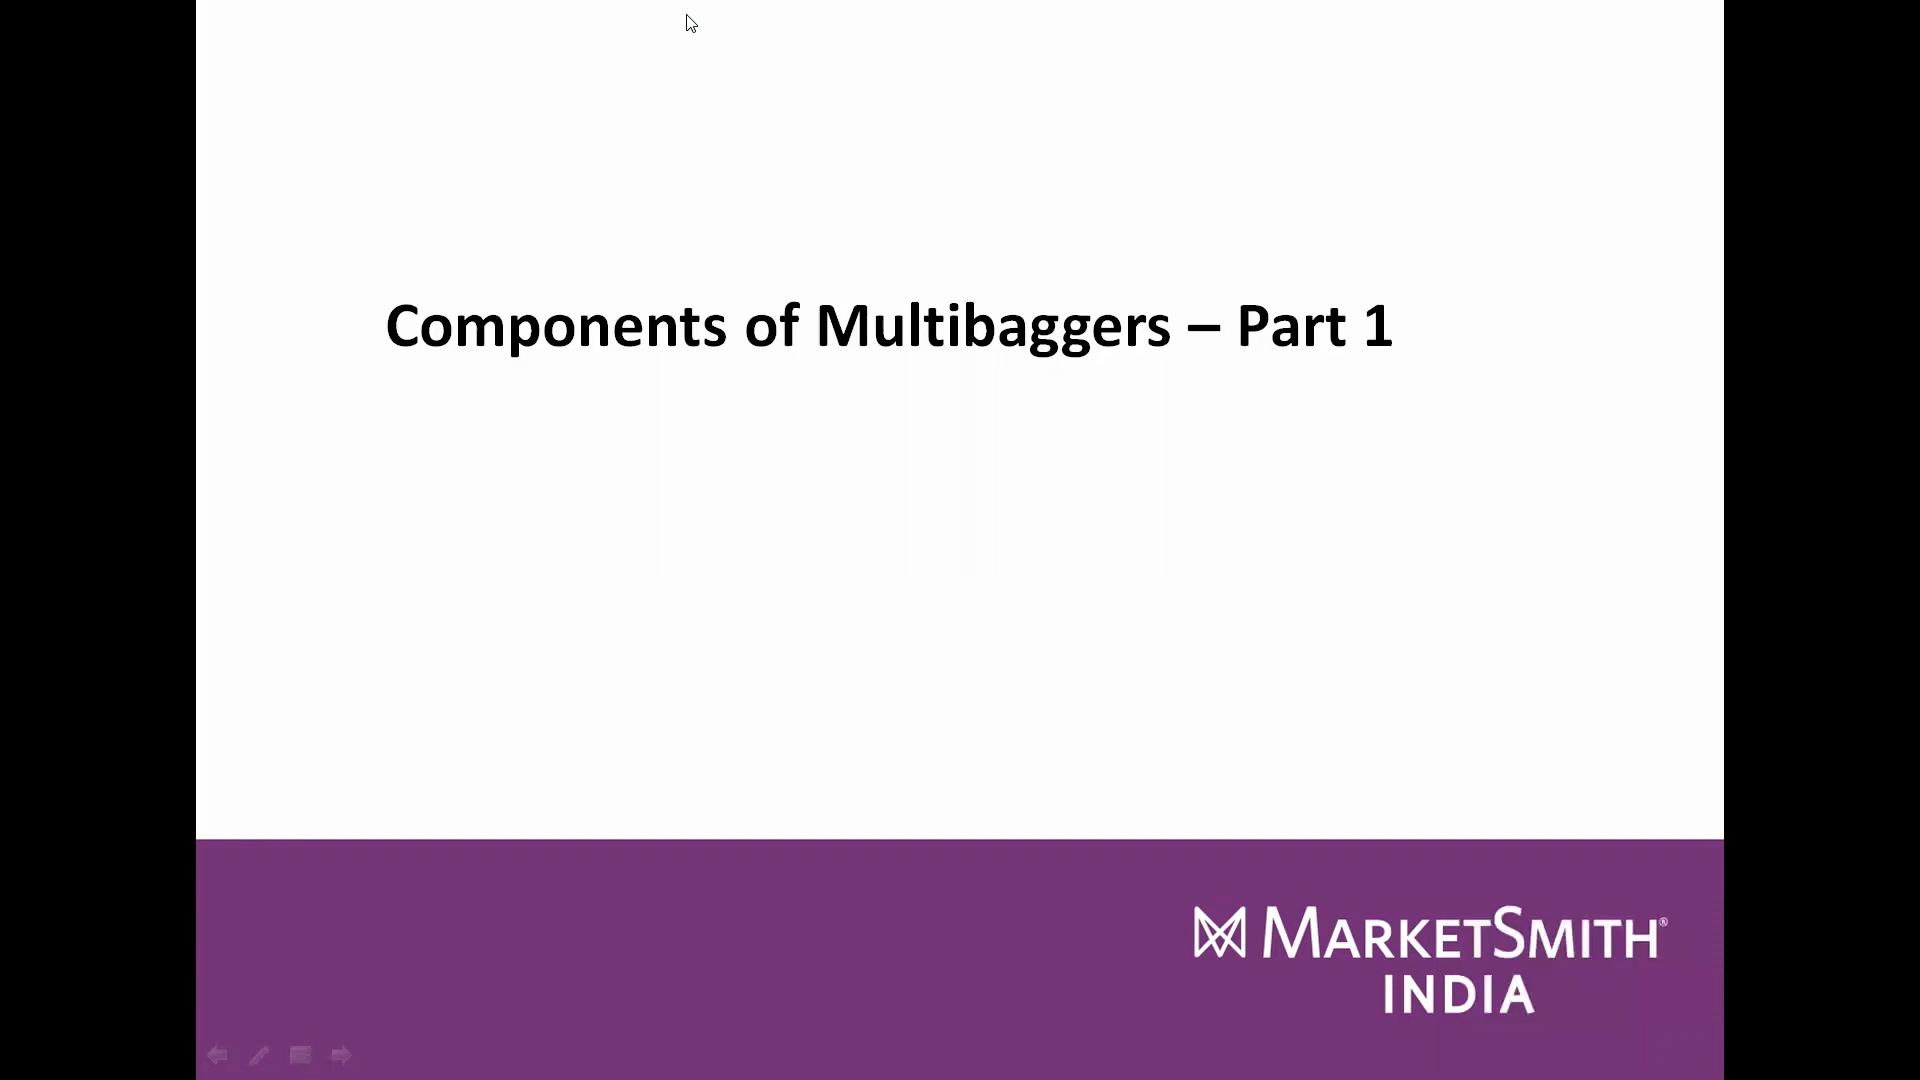 Components of Multibaggers – Part 1
MARKETSMITH®
INDIA